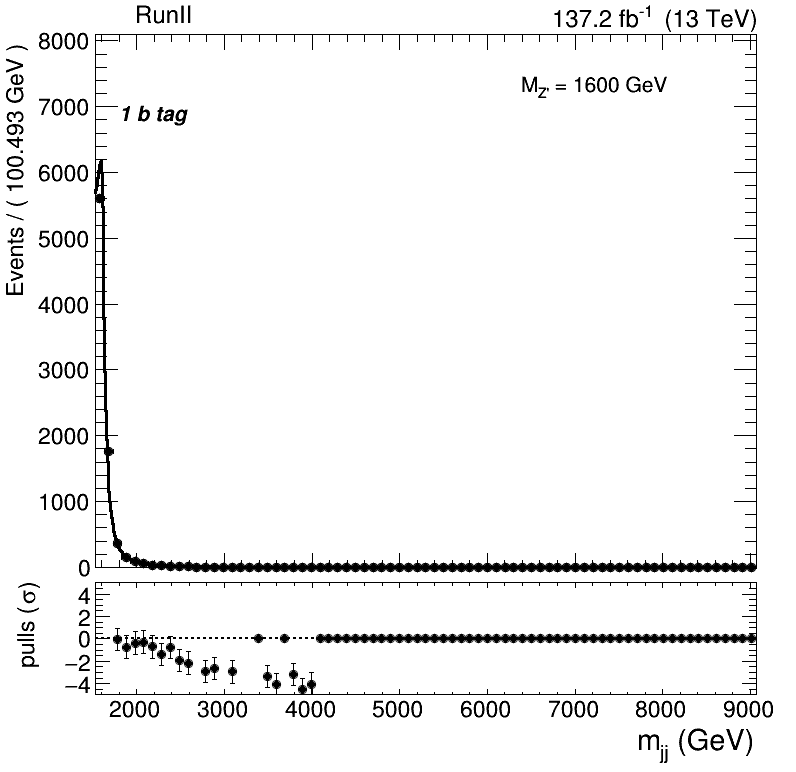 RunII
137.2 fb⁻¹ (13 TeV)
Events / ( 100.493 GeV )
8000
7000
6000
5000
4000
3000
2000
1000
0
1 b tag
M_Z' = 1600 GeV
pulls (σ)
4
2
0
−2
−4
2000 3000 4000 5000 6000 7000 8000 9000
m_jj (GeV)